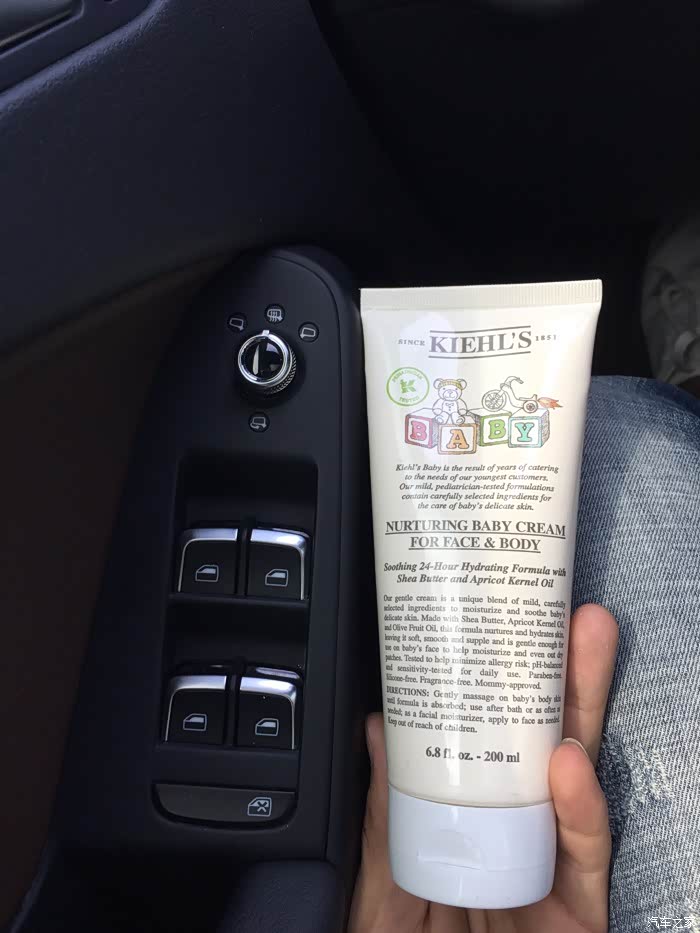 SINCE KIEHL'S 1851
PEDIATRICIAN
K
TESTED
BABY
Kiehl's Baby is the result of years of catering
to the needs of our youngest customers.
Our mild, pediatrician-tested formulations
contain carefully selected ingredients for
the care of baby's delicate skin.
NURTURING BABY CREAM
FOR FACE & BODY
Soothing 24-Hour Hydrating Formula with
Shea Butter and Apricot Kernel Oil
Our gentle cream is a unique blend of mild, carefully
selected ingredients to moisturize and soothe baby's
delicate skin. Made with Shea Butter, Apricot Kernel Oil,
and Olive Fruit Oil, this formula nurtures and hydrates skin,
leaving it soft, smooth and supple and is gentle enough for
use on baby's face to help moisturize and even out dry
patches. Tested to help minimize allergy risk; pH-balanced
and sensitivity-tested for daily use. Paraben-free.
Silicone-free. Fragrance-free. Mommy-approved.
DIRECTIONS: Gently massage on baby's body skin
until formula is absorbed; use after bath or as often as
needed; as a facial moisturizer, apply to face as needed.
Keep out of reach of children.
6.8 fl. oz. - 200 ml
汽车之家